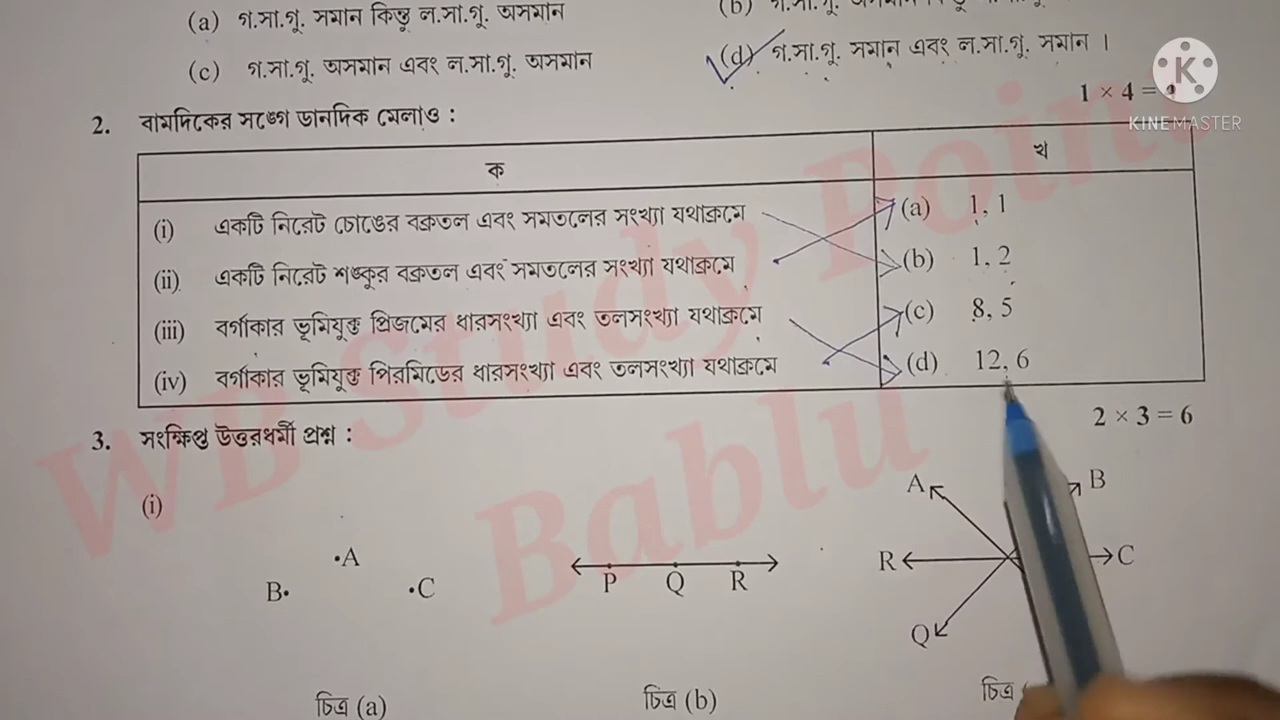 (a) গ.সা.গু. সমান কিন্তু ল.সা.গু. অসমান
(b)
(c) গ.সা.গু. অসমান এবং ল.সা.গু. অসমান
(d) গ.সা.গু. সমান এবং ল.সা.গু. সমান ।
1 × 4 =
KINEMASTER
2. বামদিকের সঙ্গে ডানদিক মেলাও :
ক খ
(i) একটি নিরেট চোঙের বক্রতল এবং সমতলের সংখ্যা যথাক্রমে (a) 1, 1
(ii) একটি নিরেট শঙ্কুর বক্রতল এবং সমতলের সংখ্যা যথাক্রমে (b) 1, 2
(iii) বর্গাকার ভূমিযুক্ত প্রিজমের ধারসংখ্যা এবং তলসংখ্যা যথাক্রমে (c) 8, 5
(iv) বর্গাকার ভূমিযুক্ত পিরমিডের ধারসংখ্যা এবং তলসংখ্যা যথাক্রমে (d) 12, 6
WB Study Point
Bablu
3. সংক্ষিপ্ত উত্তরধর্মী প্রশ্ন :
2 × 3 = 6
(i)
A B
A
R C
B C
P Q R
Q
চিত্র (a) চিত্র (b) চিত্র